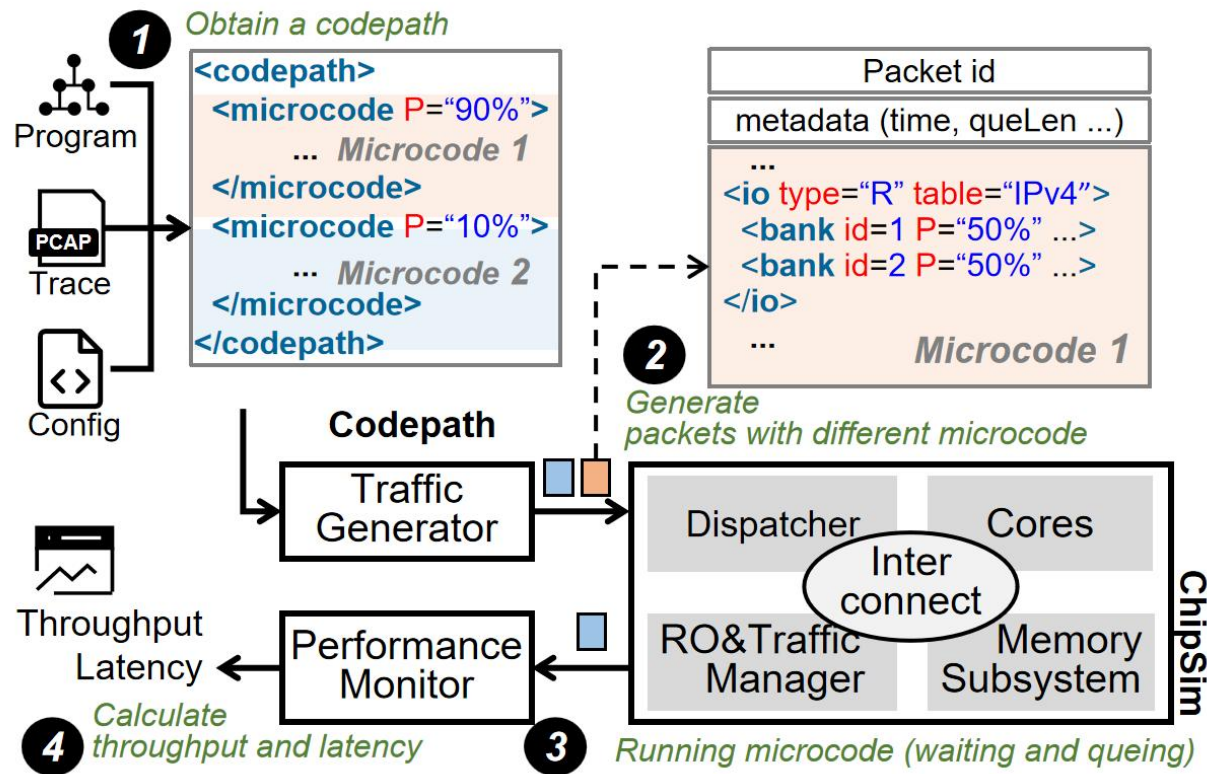 1
Obtain a codepath
Program
PCAP
Trace
Config
<codepath>
<microcode P="90%">
... Microcode 1
</microcode>
<microcode P="10%">
... Microcode 2
</microcode>
</codepath>
Packet id
metadata (time, queLen ...)
...
<io type="R" table="IPv4">
<bank id=1 P="50%" ...>
<bank id=2 P="50%" ...>
</io>
...
Microcode 1
2
Generate
packets with different microcode
Codepath
Traffic
Generator
Dispatcher
Cores
Inter
connect
RO&Traffic
Manager
Memory
Subsystem
ChipSim
Performance
Monitor
Throughput
Latency
4
Calculate
throughput and latency
3
Running microcode (waiting and queing)